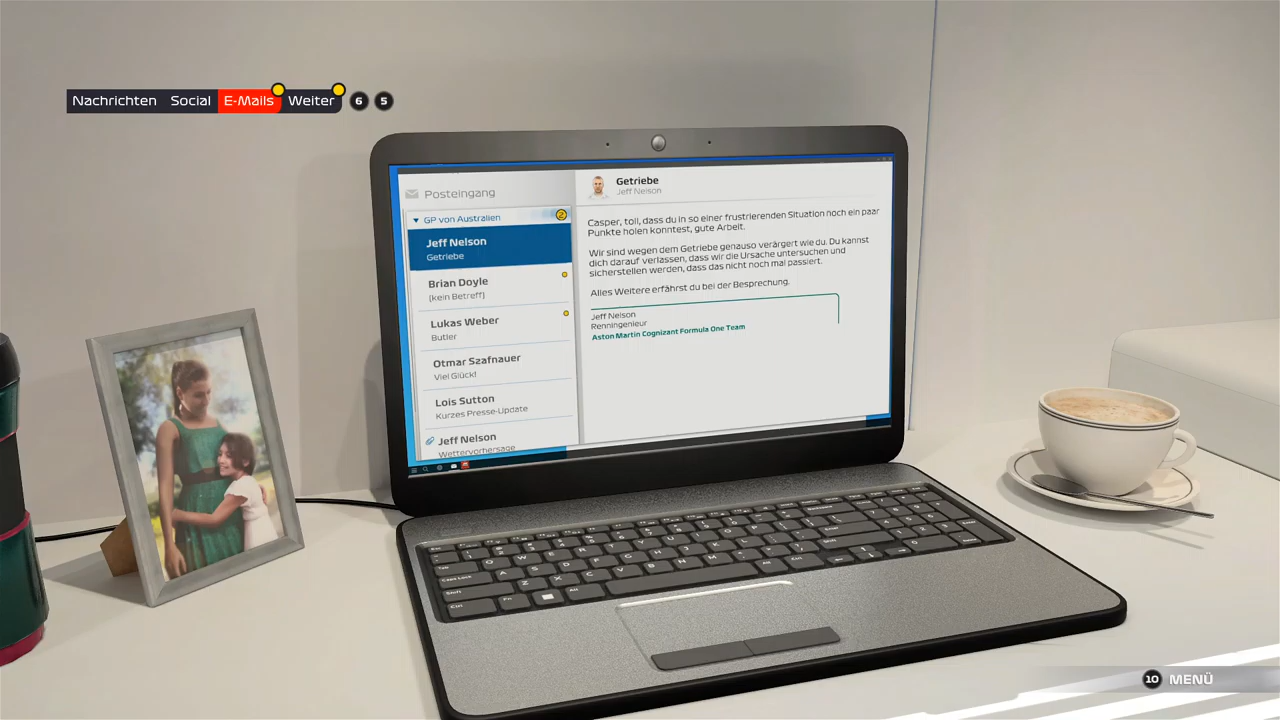 Nachrichten Social E-Mails Weiter 6 5
Posteingang
GP von Australien 2
Jeff Nelson
Getriebe
Brian Doyle
[kein Betreff]
Lukas Weber
Butler
Otmar Szafnauer
Viel Glück!
Lois Sutton
Kurzes Presse-Update
Jeff Nelson
Wettervorhersage
Getriebe
Jeff Nelson
Casper, toll, dass du in so einer frustrierenden Situation noch ein paar
Punkte holen konntest, gute Arbeit.
Wir sind wegen dem Getriebe genauso verärgert wie du. Du kannst
dich darauf verlassen, dass wir die Ursache untersuchen und
sicherstellen werden, dass das nicht noch mal passiert.
Alles Weitere erfährst du bei der Besprechung.
Jeff Nelson
Renningenieur
Aston Martin Cognizant Formula One Team
10 MENÜ